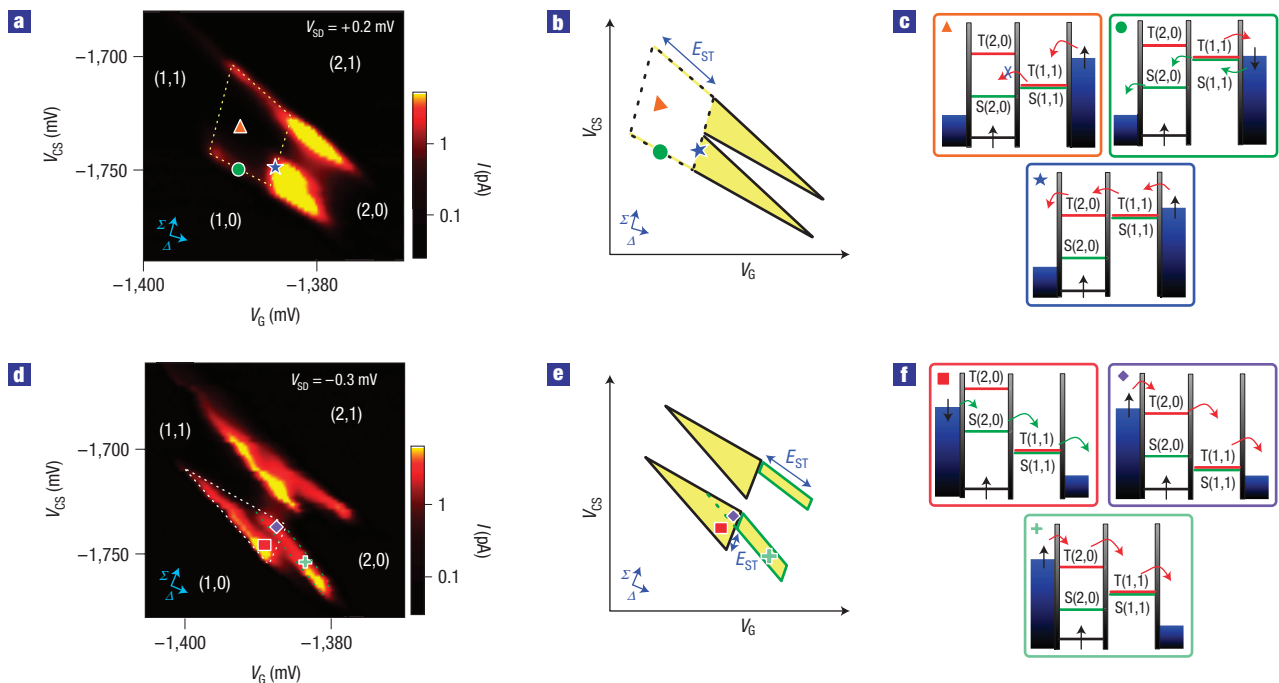 a
V_SD = +0.2 mV
−1,700
−1,750
V_CS (mV)
(1,1)
(2,1)
(1,0)
(2,0)
Σ
Δ
−1,400
−1,380
V_G (mV)
1
0.1
I (pA)
b
E_ST
V_CS
Σ
Δ
V_G
c
T(2,0)
S(2,0)
X
T(1,1)
S(1,1)
T(2,0)
S(2,0)
T(1,1)
S(1,1)
T(2,0)
S(2,0)
T(1,1)
S(1,1)
d
V_SD = −0.3 mV
−1,700
−1,750
V_CS (mV)
(1,1)
(2,1)
(1,0)
(2,0)
Σ
Δ
−1,400
−1,380
V_G (mV)
1
0.1
I (pA)
e
E_ST
E_ST
V_CS
Σ
Δ
V_G
f
T(2,0)
S(2,0)
T(1,1)
S(1,1)
T(2,0)
S(2,0)
T(1,1)
S(1,1)
T(2,0)
S(2,0)
T(1,1)
S(1,1)